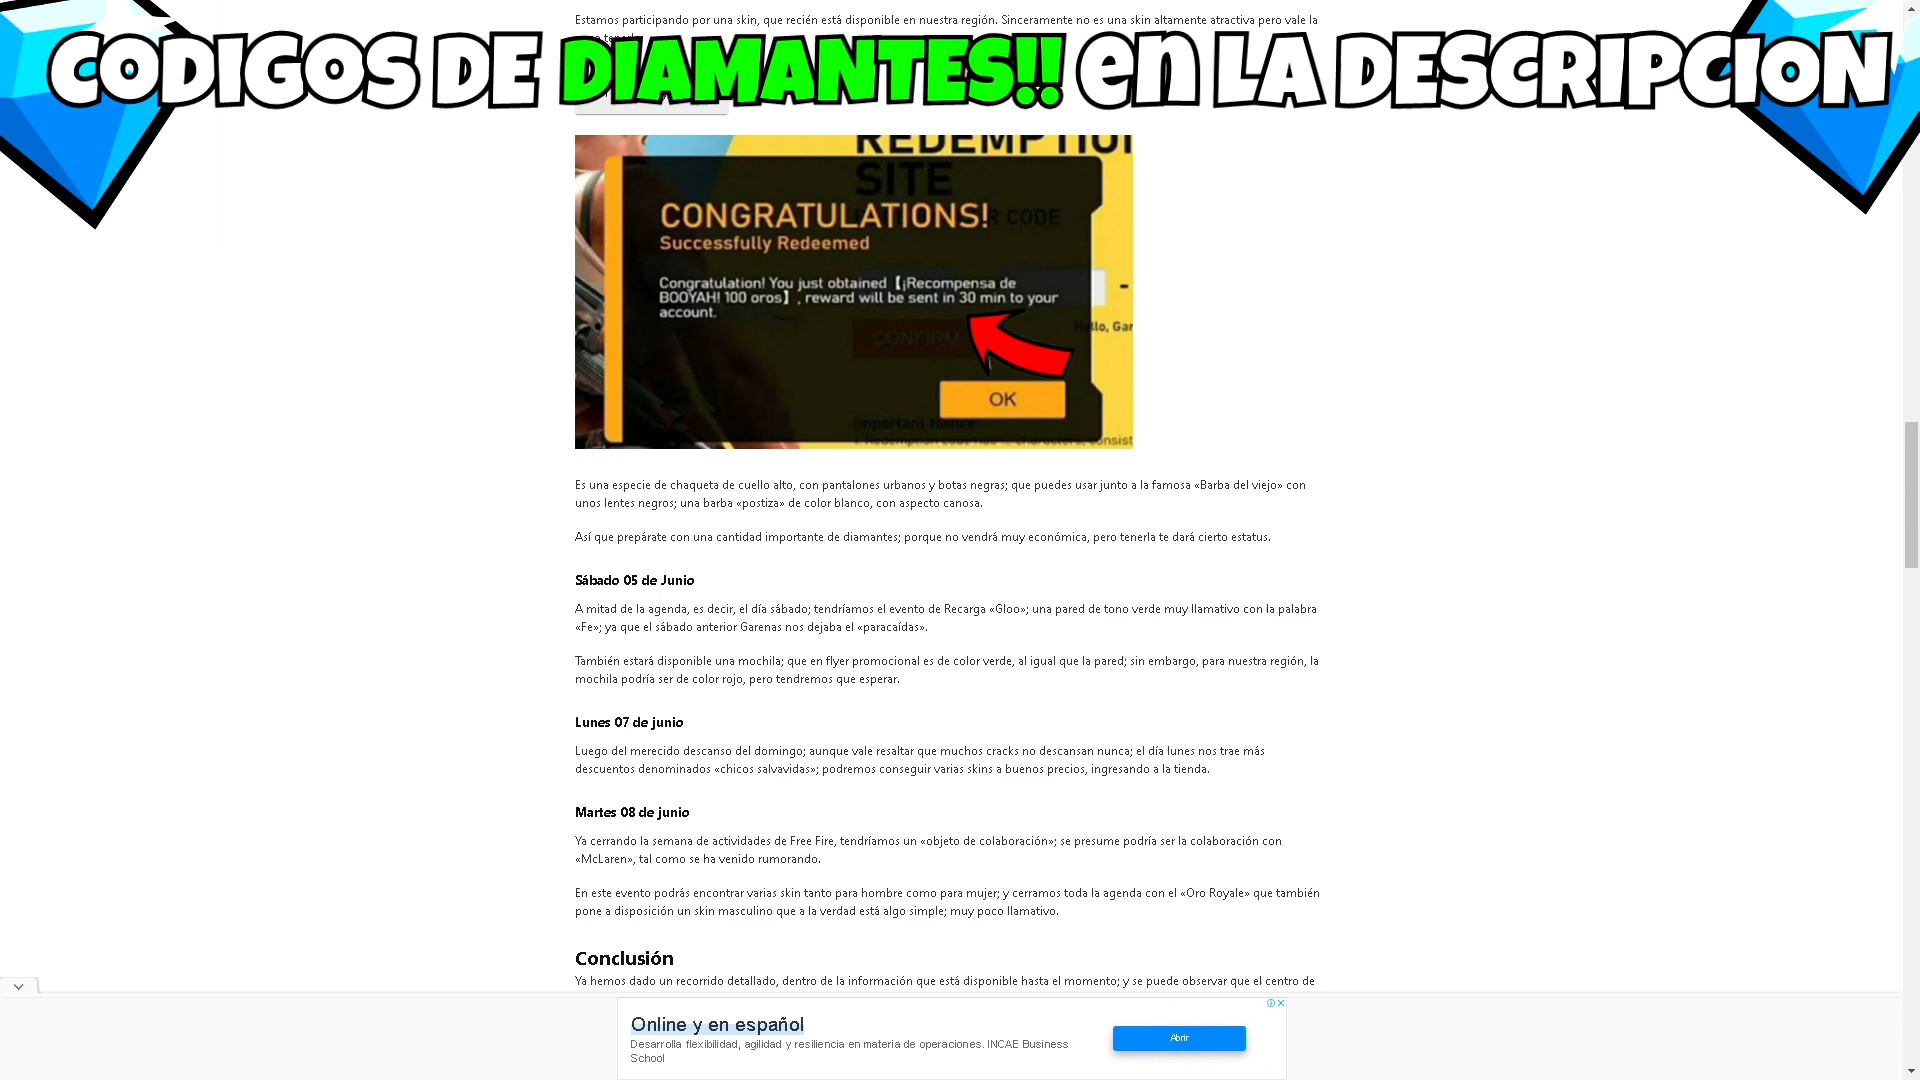 Estamos participando por una skin, que recién está disponible en nuestra región. Sinceramente no es una skin altamente atractiva pero vale la
CODIGOS DE DIAMANTES!! en LA DESCRIPCION
REDEMPTION
SITE
R CODE
CONGRATULATIONS!
Successfully Redeemed
Congratulation! You just obtained【¡Recompensa de
BOOYAH! 100 oros】, reward will be sent in 30 min to your
account.
Hello, Gar
CONFIRM
OK
Important Notice
Es una especie de chaqueta de cuello alto, con pantalones urbanos y botas negras; que puedes usar junto a la famosa «Barba del viejo» con
unos lentes negros; una barba «postiza» de color blanco, con aspecto canosa.
Así que prepárate con una cantidad importante de diamantes; porque no vendrá muy económica, pero tenerla te dará cierto estatus.
Sábado 05 de Junio
A mitad de la agenda, es decir, el día sábado; tendríamos el evento de Recarga «Gloo»; una pared de tono verde muy llamativo con la palabra
«Fe»; ya que el sábado anterior Garenas nos dejaba el «paracaídas».
También estará disponible una mochila; que en flyer promocional es de color verde, al igual que la pared; sin embargo, para nuestra región, la
mochila podría ser de color rojo, pero tendremos que esperar.
Lunes 07 de junio
Luego del merecido descanso del domingo; aunque vale resaltar que muchos cracks no descansan nunca; el día lunes nos trae más
descuentos denominados «chicos salvavidas»; podremos conseguir varias skins a buenos precios, ingresando a la tienda.
Martes 08 de junio
Ya cerrando la semana de actividades de Free Fire, tendríamos un «objeto de colaboración»; se presume podría ser la colaboración con
«McLaren», tal como se ha venido rumorando.
En este evento podrás encontrar varias skin tanto para hombre como para mujer; y cerramos toda la agenda con el «Oro Royale» que también
pone a disposición un skin masculino que a la verdad está algo simple; muy poco llamativo.
Conclusión
Ya hemos dado un recorrido detallado, dentro de la información que está disponible hasta el momento; y se puede observar que el centro de
Online y en español
Desarrolla flexibilidad, agilidad y resiliencia en materia de operaciones. INCAE Business
School
Abrir